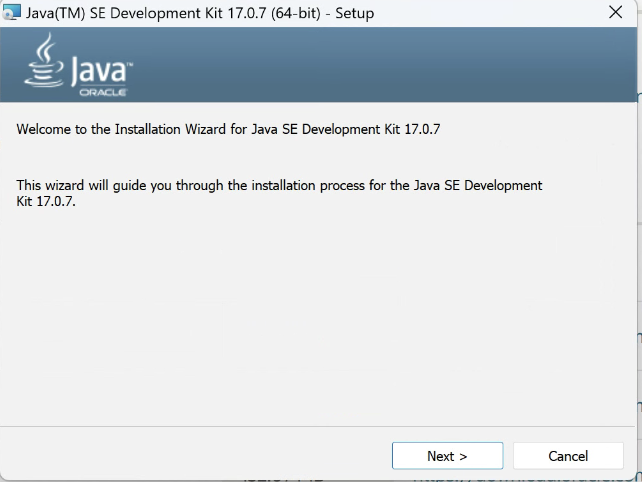 Java(TM) SE Development Kit 17.0.7 (64-bit) - Setup
Java™
ORACLE
Welcome to the Installation Wizard for Java SE Development Kit 17.0.7
This wizard will guide you through the installation process for the Java SE Development
Kit 17.0.7.
Next >
Cancel